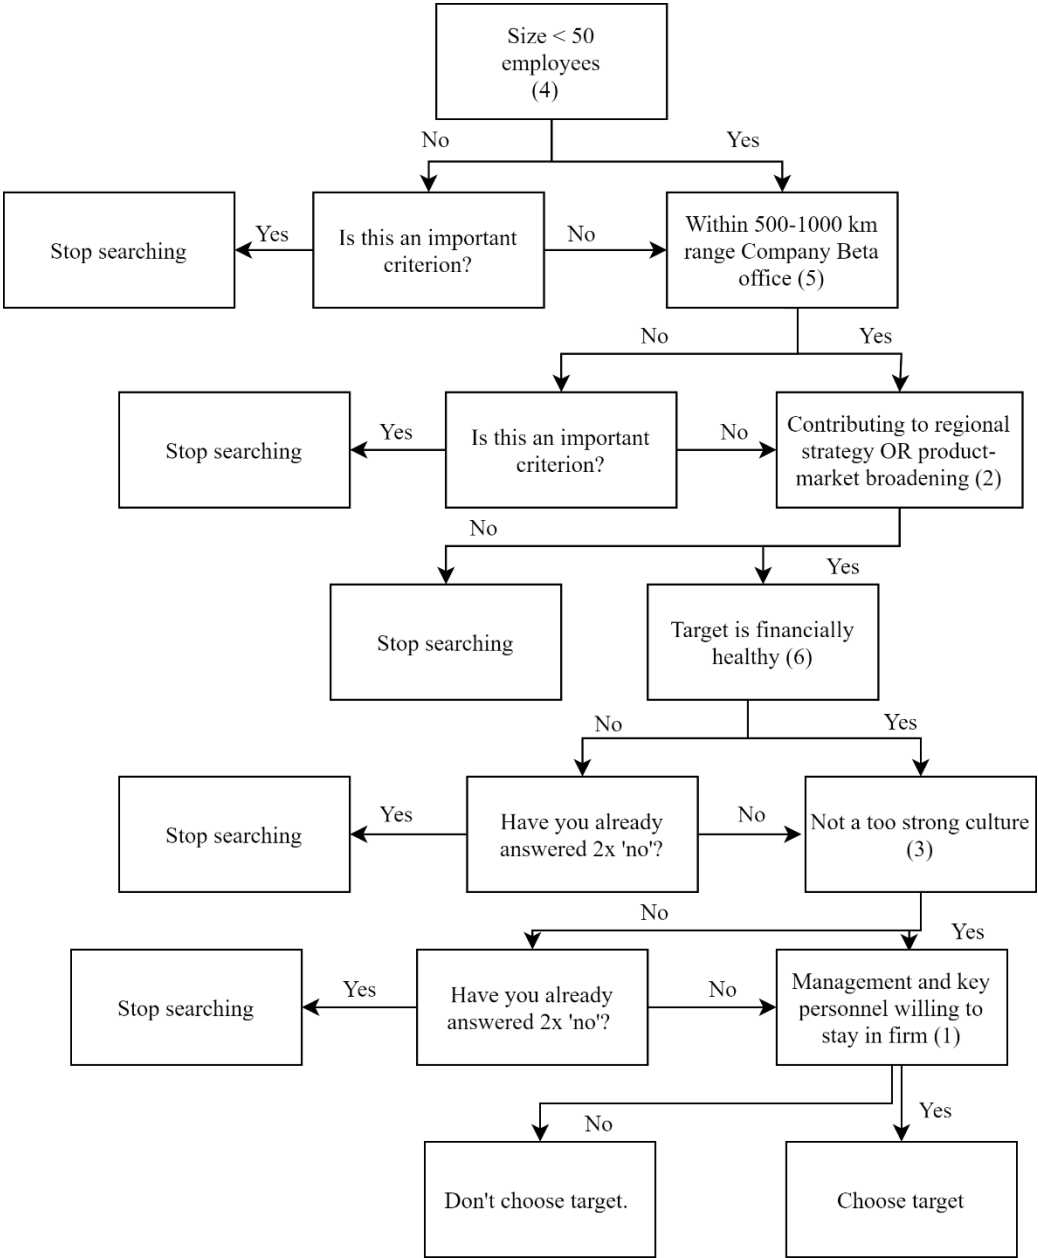 Size < 50
employees
(4)
No
Yes
Stop searching
Yes
Is this an important
criterion?
No
Within 500-1000 km
range Company Beta
office (5)
No
Yes
Stop searching
Yes
Is this an important
criterion?
No
Contributing to regional
strategy OR product-
market broadening (2)
No
Yes
Stop searching
Target is financially
healthy (6)
No
Yes
Stop searching
Yes
Have you already
answered 2x 'no'?
No
Not a too strong culture
(3)
No
Yes
Stop searching
Yes
Have you already
answered 2x 'no'?
No
Management and key
personnel willing to
stay in firm (1)
No
Yes
Don't choose target.
Choose target